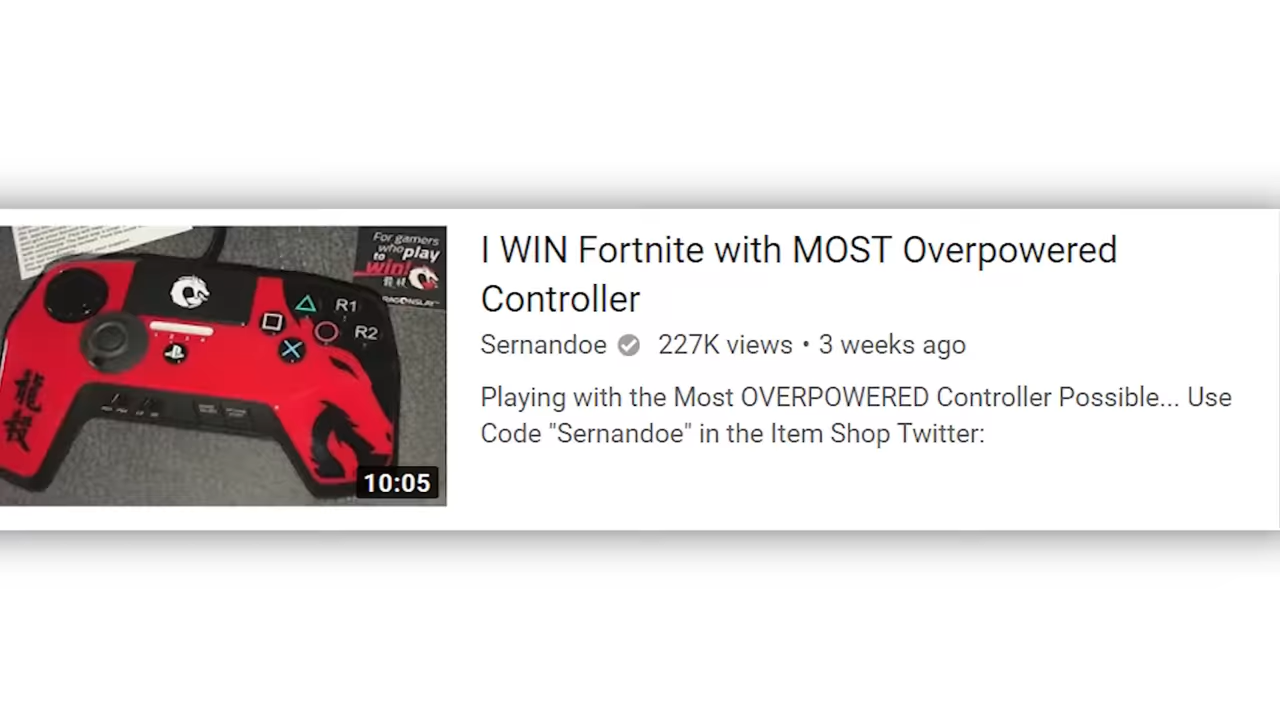 For gamers
who play
to
win!
R1
R2
10:05
I WIN Fortnite with MOST Overpowered
Controller
Sernandoe 227K views • 3 weeks ago
Playing with the Most OVERPOWERED Controller Possible... Use
Code "Sernandoe" in the Item Shop Twitter: